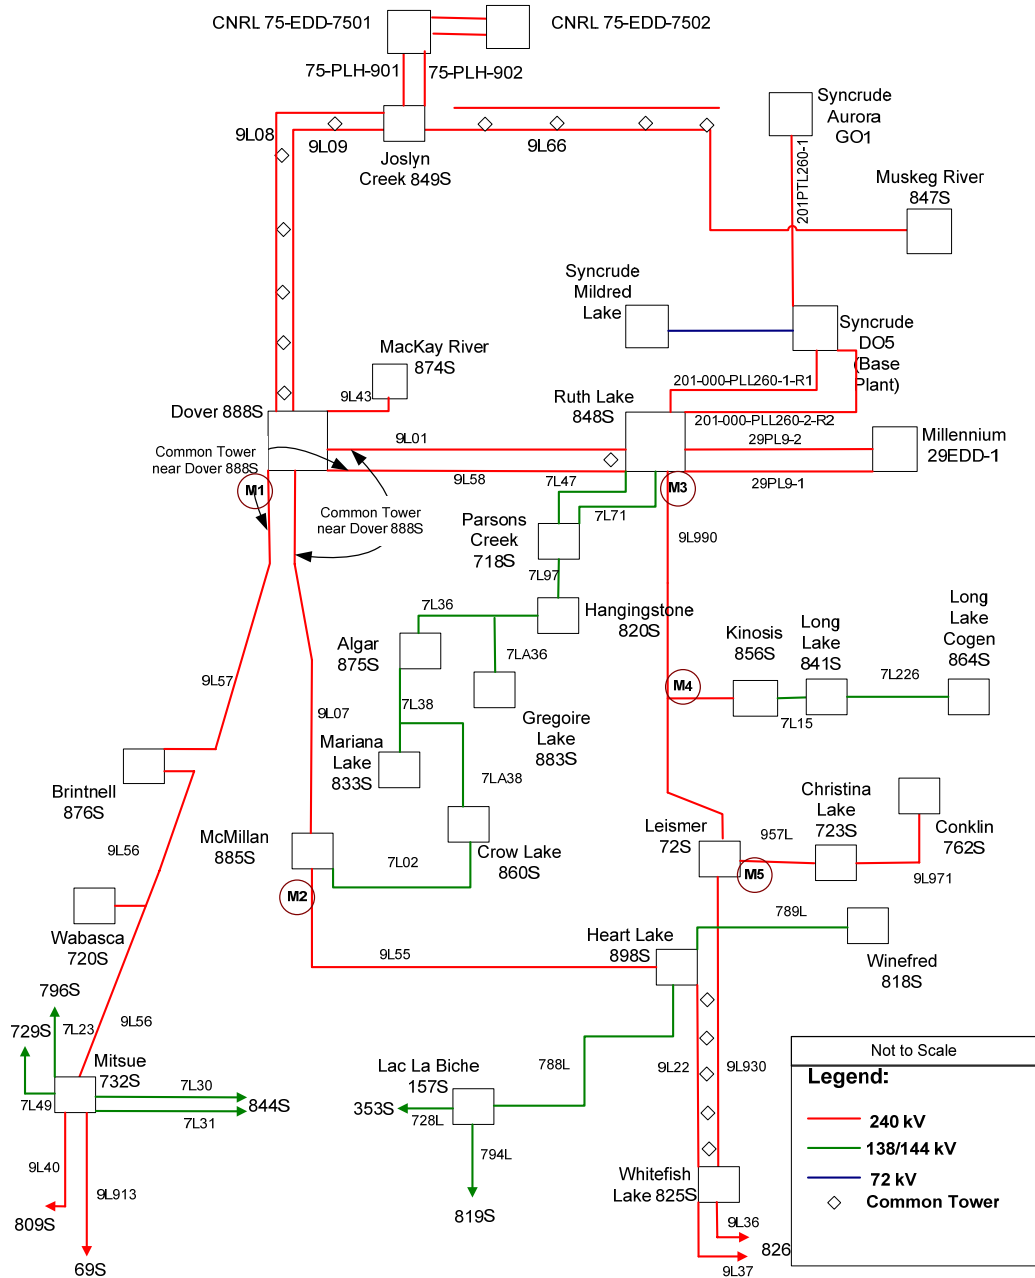 CNRL 75-EDD-7501
CNRL 75-EDD-7502
75-PLH-901
75-PLH-902
Syncrude
Aurora
GO1
9L08
9L09
Joslyn
Creek 849S
9L66
201PTL260-1
Muskeg River
847S
Syncrude
Mildred
Lake
Syncrude
DO5
(Base
Plant)
MacKay River
874S
9L43
201-000-PLL260-1-R1
Ruth Lake
848S
201-000-PLL260-2-R2
Dover 888S
9L01
29PL9-2
Millennium
29EDD-1
Common Tower
near Dover 888S
9L58
7L47
29PL9-1
M1
M3
Common Tower
near Dover 888S
7L71
Parsons
Creek
718S
9L990
7L97
7L36
Hangingstone
820S
Algar
875S
7LA36
Kinosis
856S
Long
Lake
841S
Long
Lake
Cogen
864S
7L226
M4
9L57
7L38
9L07
7L15
Gregoire
Lake
883S
Mariana
Lake
833S
7LA38
Brintnell
876S
Christina
Lake
723S
Leismer
72S
957L
Conklin
762S
McMillan
885S
9L56
7L02
Crow Lake
860S
M5
9L971
M2
789L
Wabasca
720S
Heart Lake
898S
9L55
Winefred
818S
796S
729S
7L23
9L56
Mitsue
732S
7L49
7L30
7L31
844S
Lac La Biche
157S
788L
353S
728L
794L
819S
9L22
9L930
9L40
9L913
809S
69S
Whitefish
Lake 825S
9L36
826
9L37
Not to Scale
Legend:
240 kV
138/144 kV
72 kV
Common Tower